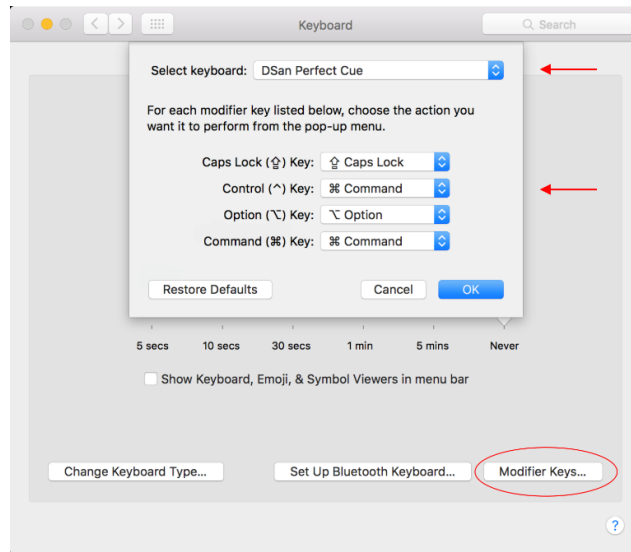 Keyboard
Search
Select keyboard: DSan Perfect Cue
For each modifier key listed below, choose the action you
want it to perform from the pop-up menu.
Caps Lock (⇪) Key: ⇪ Caps Lock
Control (^) Key: ⌘ Command
Option (⌥) Key: ⌥ Option
Command (⌘) Key: ⌘ Command
Restore Defaults Cancel OK
5 secs 10 secs 30 secs 1 min 5 mins Never
Show Keyboard, Emoji, & Symbol Viewers in menu bar
Change Keyboard Type... Set Up Bluetooth Keyboard... Modifier Keys...
?